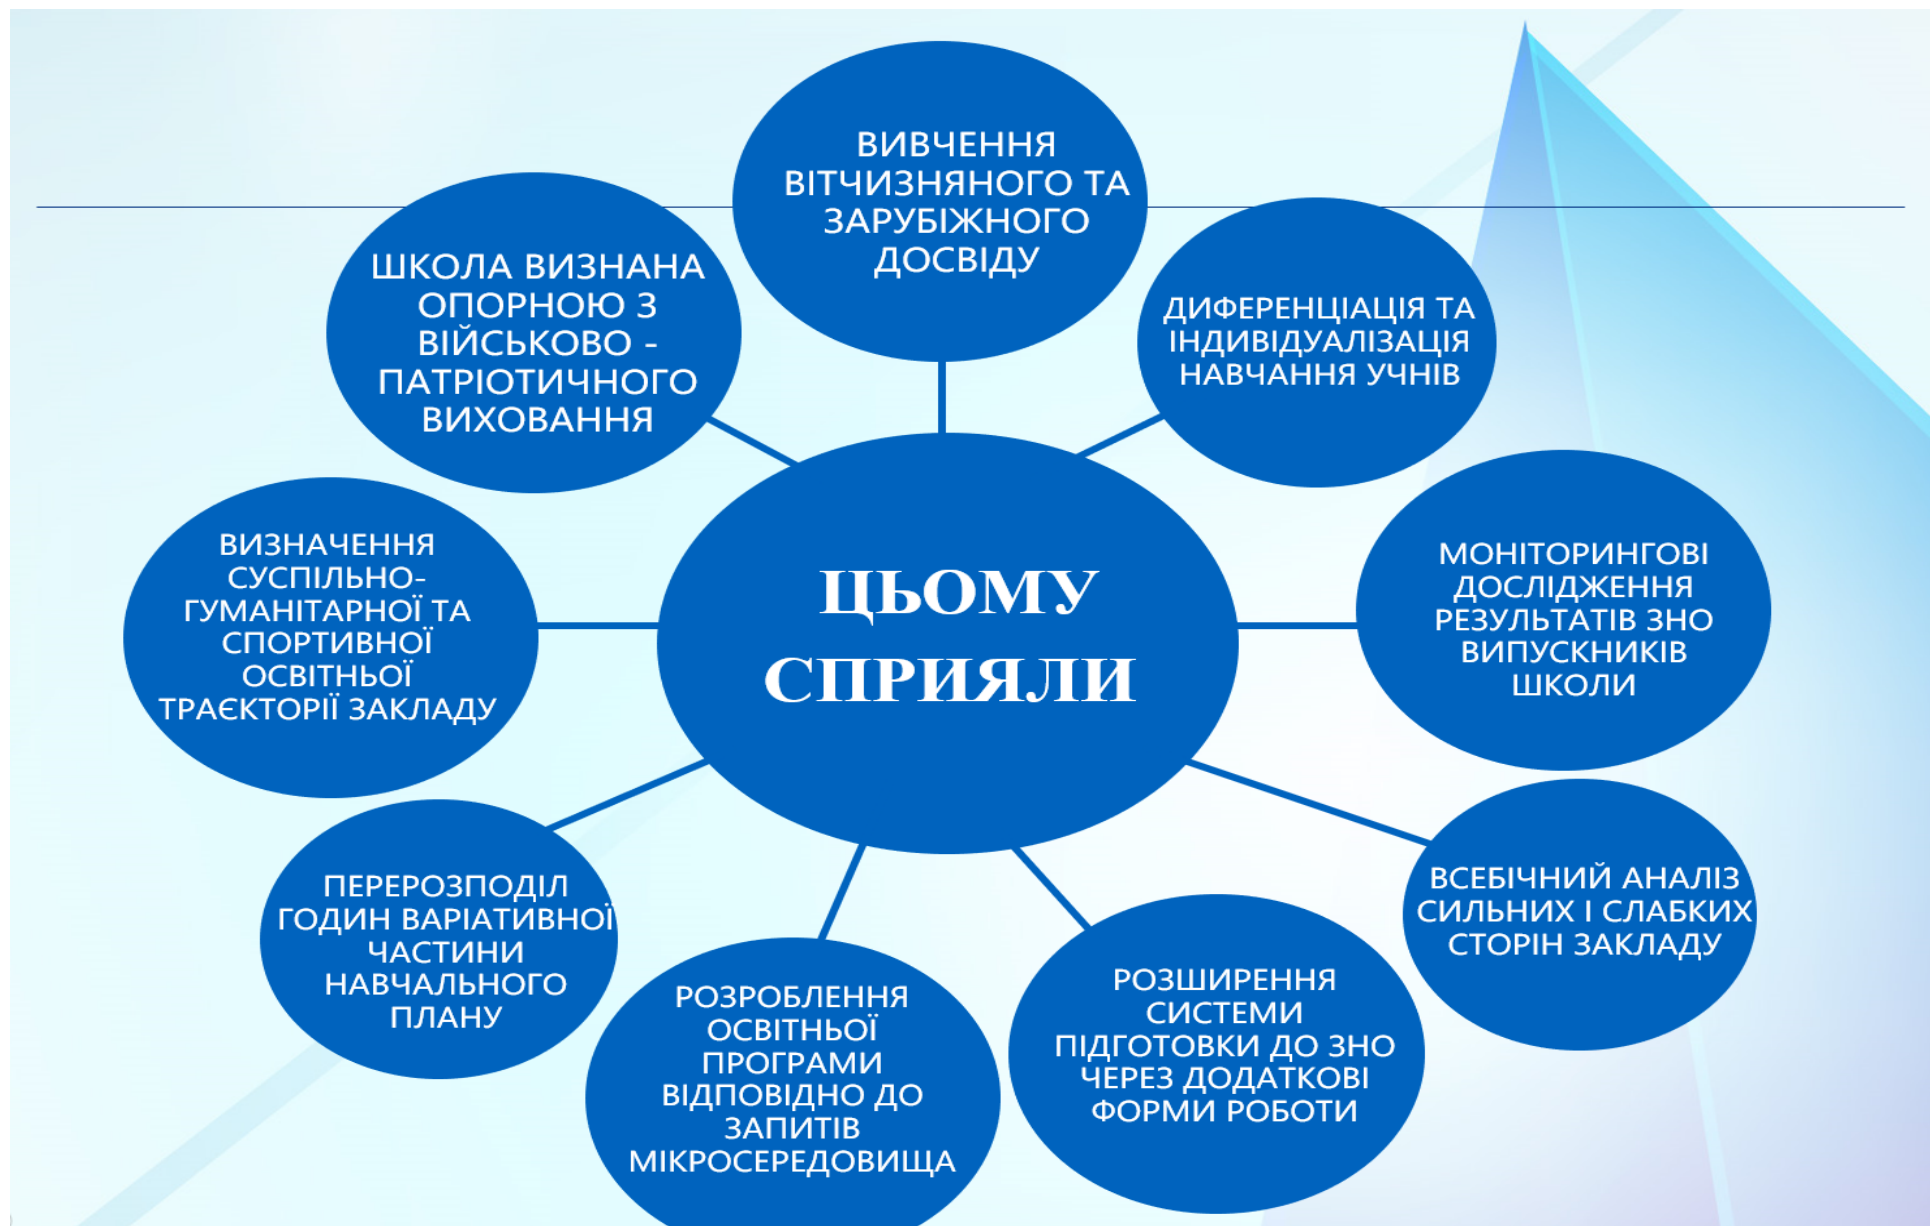 ВИВЧЕННЯ
ВІТЧИЗНЯНОГО ТА
ЗАРУБІЖНОГО
ДОСВІДУ
ДИФЕРЕНЦІАЦІЯ ТА
ІНДИВІДУАЛІЗАЦІЯ
НАВЧАННЯ УЧНІВ
МОНІТОРИНГОВІ
ДОСЛІДЖЕННЯ
РЕЗУЛЬТАТІВ ЗНО
ВИПУСКНИКІВ
ШКОЛИ
ВСЕБІЧНИЙ АНАЛІЗ
СИЛЬНИХ І СЛАБКИХ
СТОРІН ЗАКЛАДУ
РОЗШИРЕННЯ
СИСТЕМИ
ПІДГОТОВКИ ДО ЗНО
ЧЕРЕЗ ДОДАТКОВІ
ФОРМИ РОБОТИ
РОЗРОБЛЕННЯ
ОСВІТНЬОЇ
ПРОГРАМИ
ВІДПОВІДНО ДО
ЗАПИТІВ
МІКРОСЕРЕДОВИЩА
ПЕРЕРОЗПОДІЛ
ГОДИН ВАРІАТИВНОЇ
ЧАСТИНИ
НАВЧАЛЬНОГО
ПЛАНУ
ВИЗНАЧЕННЯ
СУСПІЛЬНО-
ГУМАНІТАРНОЇ ТА
СПОРТИВНОЇ
ОСВІТНЬОЇ
ТРАЄКТОРІЇ ЗАКЛАДУ
ШКОЛА ВИЗНАНА
ОПОРНОЮ З
ВІЙСЬКОВО -
ПАТРІОТИЧНОГО
ВИХОВАННЯ
ЦЬОМУ
СПРИЯЛИ